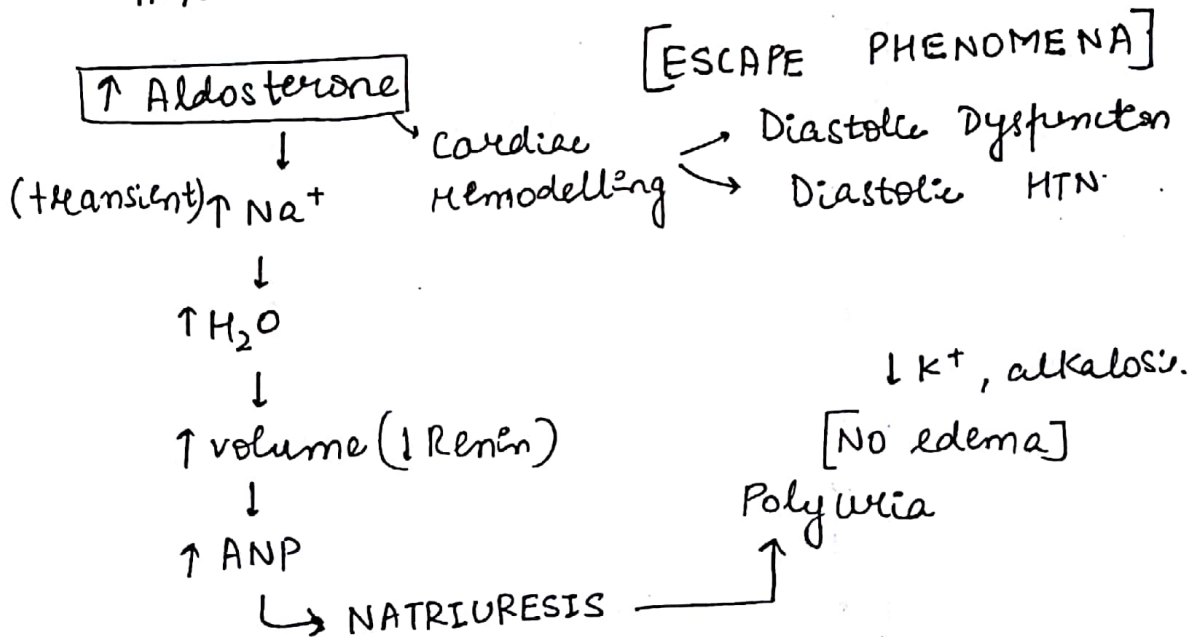 [ESCAPE PHENOMENA]
↑ Aldosterone
Cardiac
remodelling
Diastolic Dysfunction
Diastolic HTN.
(transient) ↑ Na⁺
↑ H₂O
↑ volume (↓ Renin)
↑ ANP
NATRIURESIS
↓ K⁺, alkalosis.
[No edema]
Polyuria